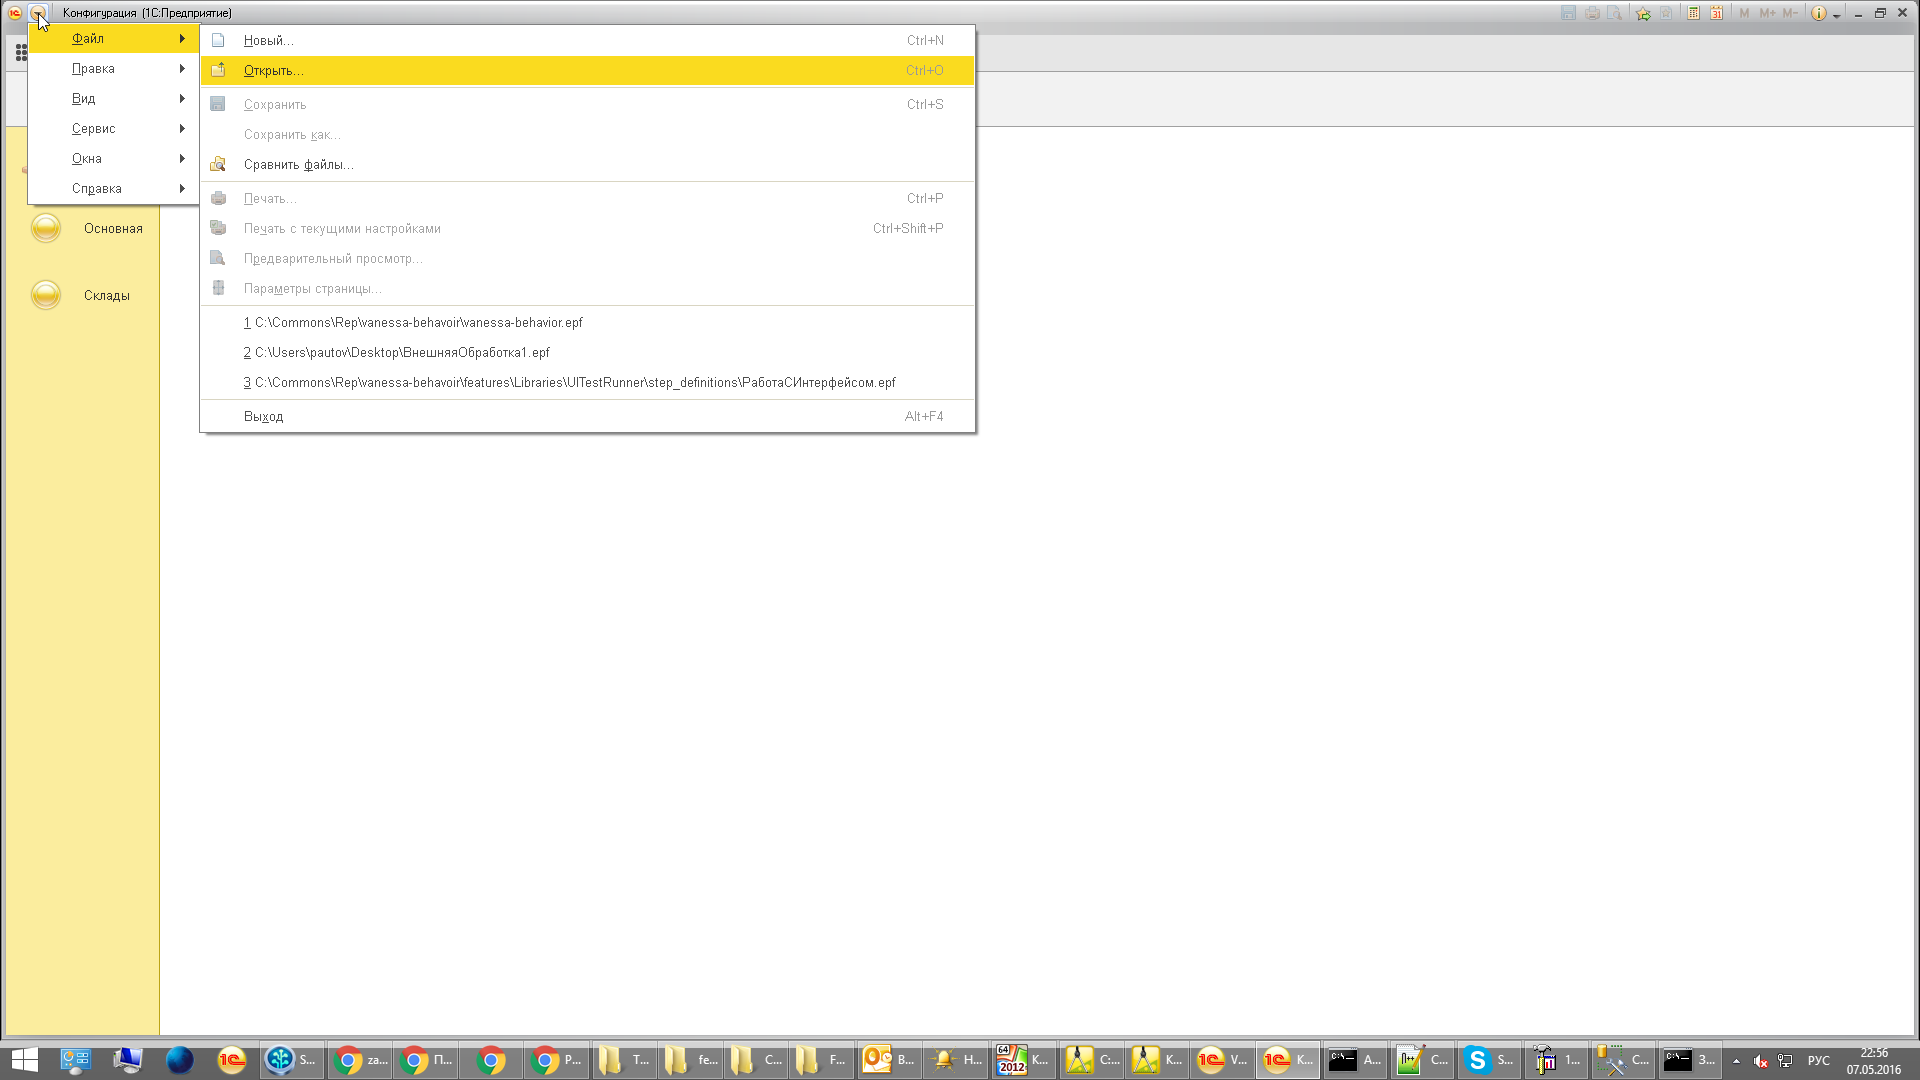 Конфигурация (1С:Предприятие)
M M+ M-
Файл
Правка
Вид
Сервис
Окна
Справка
Новый... Ctrl+N
Открыть... Ctrl+O
Сохранить Ctrl+S
Сохранить как...
Сравнить файлы...
Печать... Ctrl+P
Печать с текущими настройками Ctrl+Shift+P
Предварительный просмотр...
Параметры страницы...
1 C:\Commons\Rep\vanessa-behavoir\vanessa-behavior.epf
2 C:\Users\pautov\Desktop\ВнешняяОбработка1.epf
3 C:\Commons\Rep\vanessa-behavoir\features\Libraries\UITestRunner\step_definitions\РаботаСИнтерфейсом.epf
Выход Alt+F4
Основная
Склады
S... za... П... P... T... fe... C... F... B... H... K... C:... K... V... K... A... C... S... 1... C... З...
РУС
22:56
07.05.2016